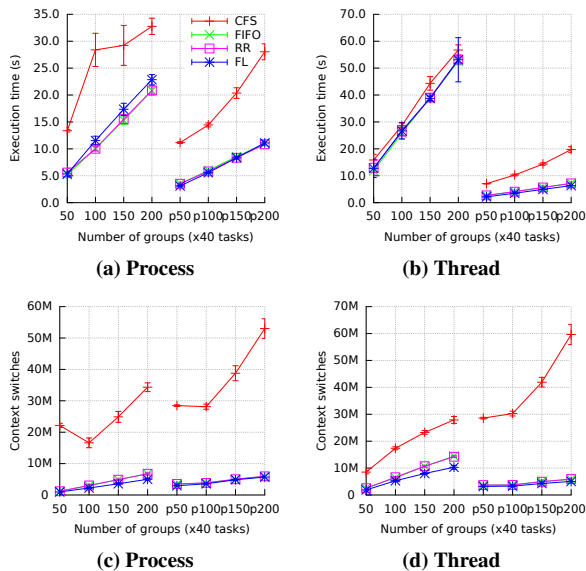 35.0
30.0
25.0
20.0
15.0
10.0
5.0
0.0
Execution time (s)
CFS
FIFO
RR
FL
50 100 150 200 p50 p100 p150 p200
Number of groups (x40 tasks)
(a) Process
70.0
60.0
50.0
40.0
30.0
20.0
10.0
0.0
Execution time (s)
50 100 150 200 p50 p100 p150 p200
Number of groups (x40 tasks)
(b) Thread
60M
50M
40M
30M
20M
10M
0
Context switches
50 100 150 200 p50 p100 p150 p200
Number of groups (x40 tasks)
(c) Process
70M
60M
50M
40M
30M
20M
10M
0
Context switches
50 100 150 200 p50 p100 p150 p200
Number of groups (x40 tasks)
(d) Thread